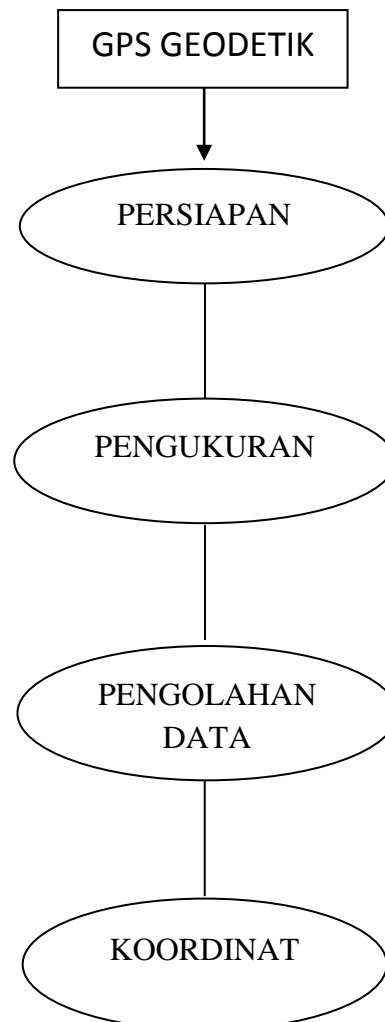 GPS GEODETIK
PERSIAPAN
PENGUKURAN
PENGOLAHAN
DATA
KOORDINAT